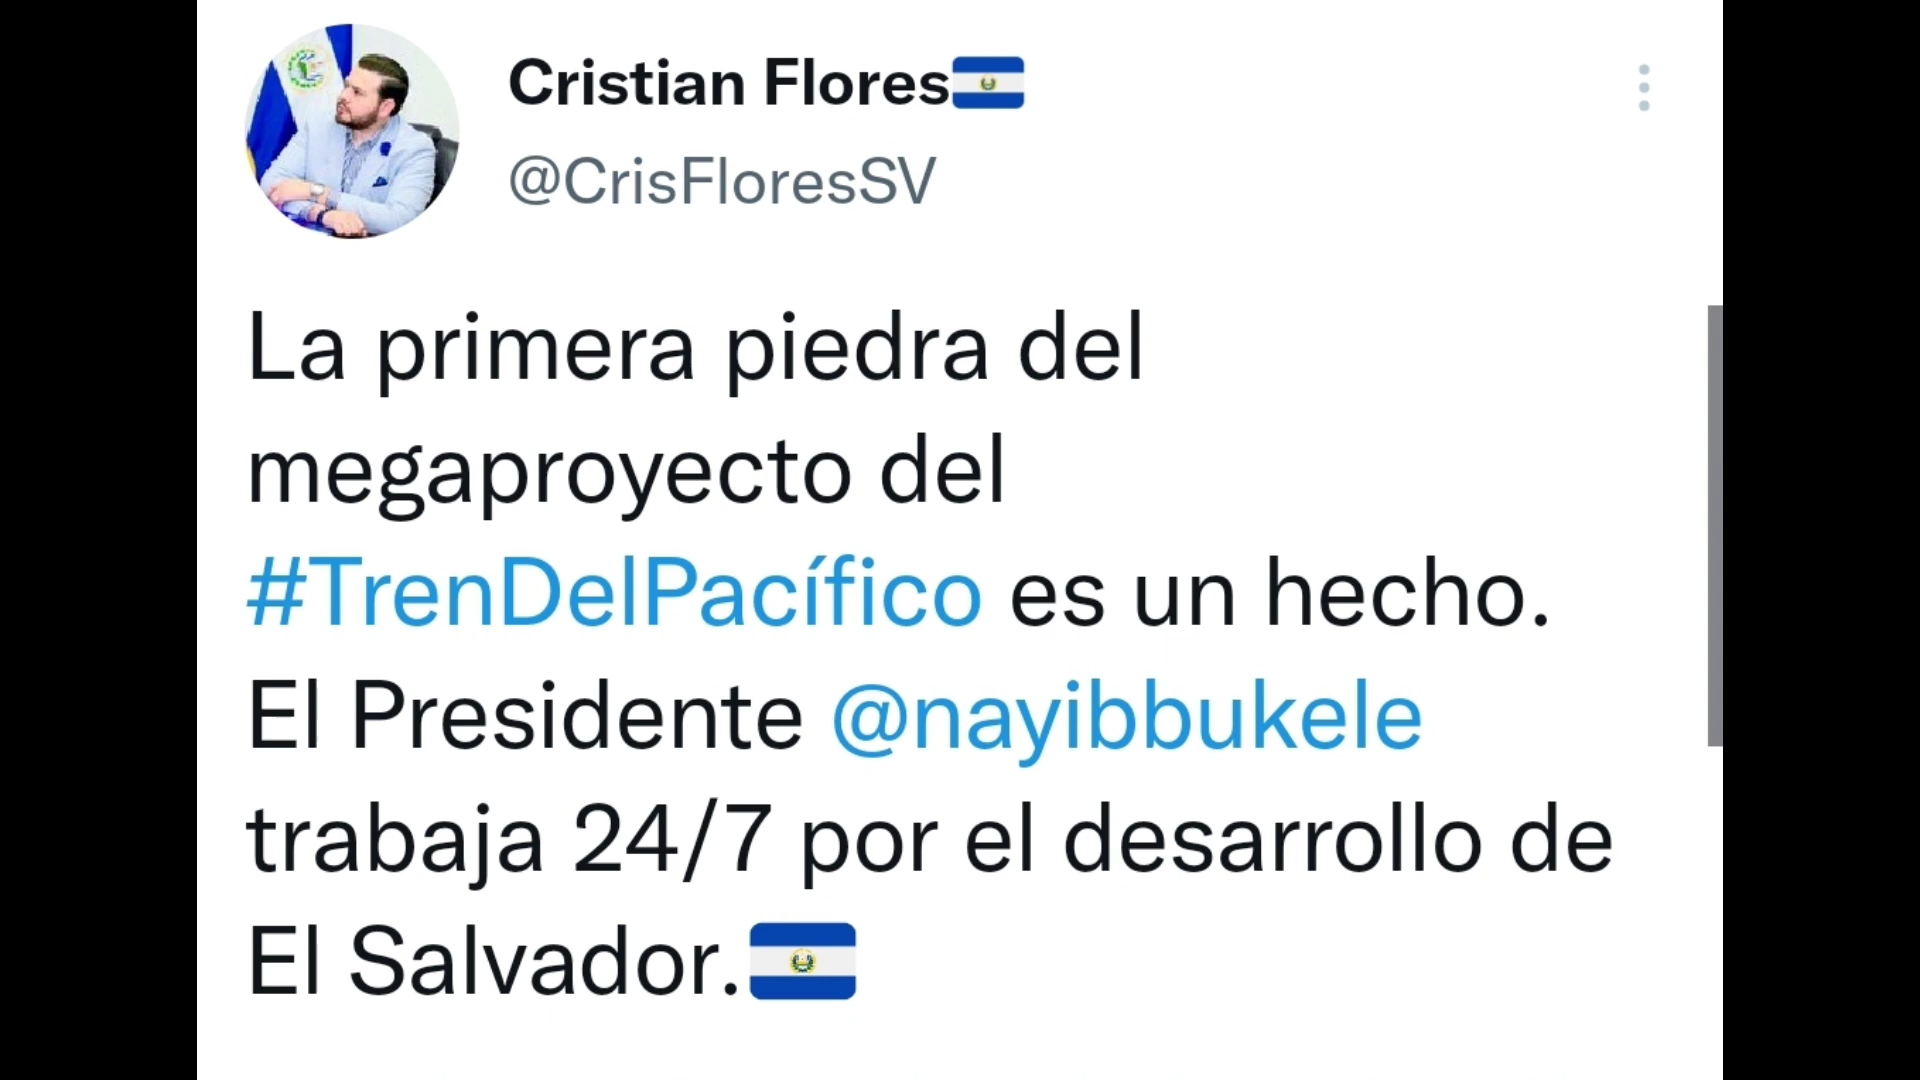 Cristian Flores🇸🇻
@CrisFloresSV
La primera piedra del
megaproyecto del
#TrenDelPacífico es un hecho.
El Presidente @nayibbukele
trabaja 24/7 por el desarrollo de
El Salvador.🇸🇻